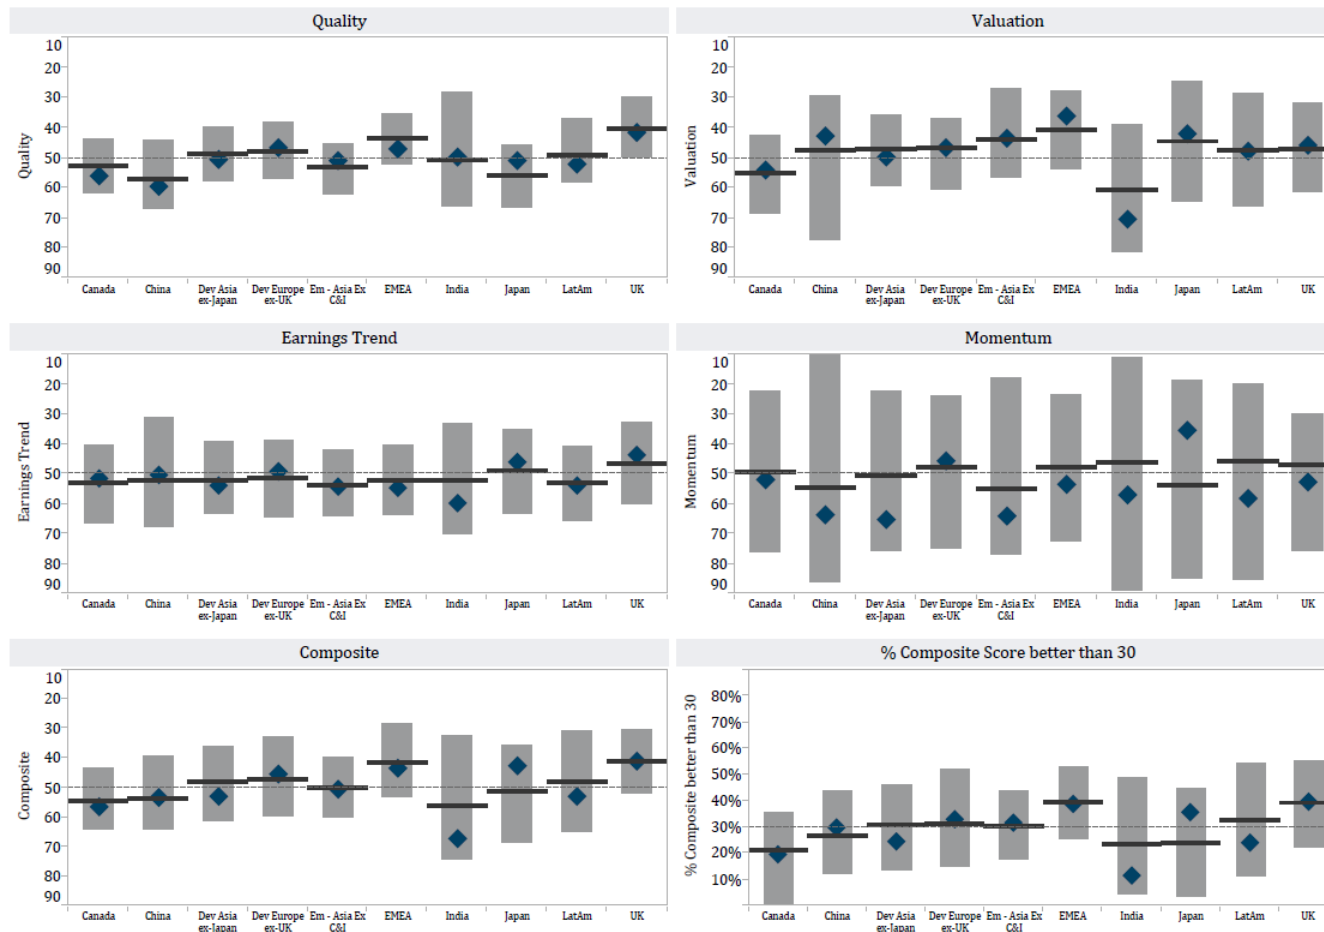 Quality
10
20
30
40
50
60
70
80
90
Quality
Canada China Dev Asia ex-Japan Dev Europe ex-UK Em - Asia Ex C&I EMEA India Japan LatAm UK
Valuation
10
20
30
40
50
60
70
80
90
Valuation
Canada China Dev Asia ex-Japan Dev Europe ex-UK Em - Asia Ex C&I EMEA India Japan LatAm UK
Earnings Trend
10
20
30
40
50
60
70
80
90
Earnings Trend
Canada China Dev Asia ex-Japan Dev Europe ex-UK Em - Asia Ex C&I EMEA India Japan LatAm UK
Momentum
10
20
30
40
50
60
70
80
90
Momentum
Canada China Dev Asia ex-Japan Dev Europe ex-UK Em - Asia Ex C&I EMEA India Japan LatAm UK
Composite
10
20
30
40
50
60
70
80
90
Composite
Canada China Dev Asia ex-Japan Dev Europe ex-UK Em - Asia Ex C&I EMEA India Japan LatAm UK
% Composite Score better than 30
80%
70%
60%
50%
40%
30%
20%
10%
% Composite better than 30
Canada China Dev Asia ex-Japan Dev Europe ex-UK Em - Asia Ex C&I EMEA India Japan LatAm UK